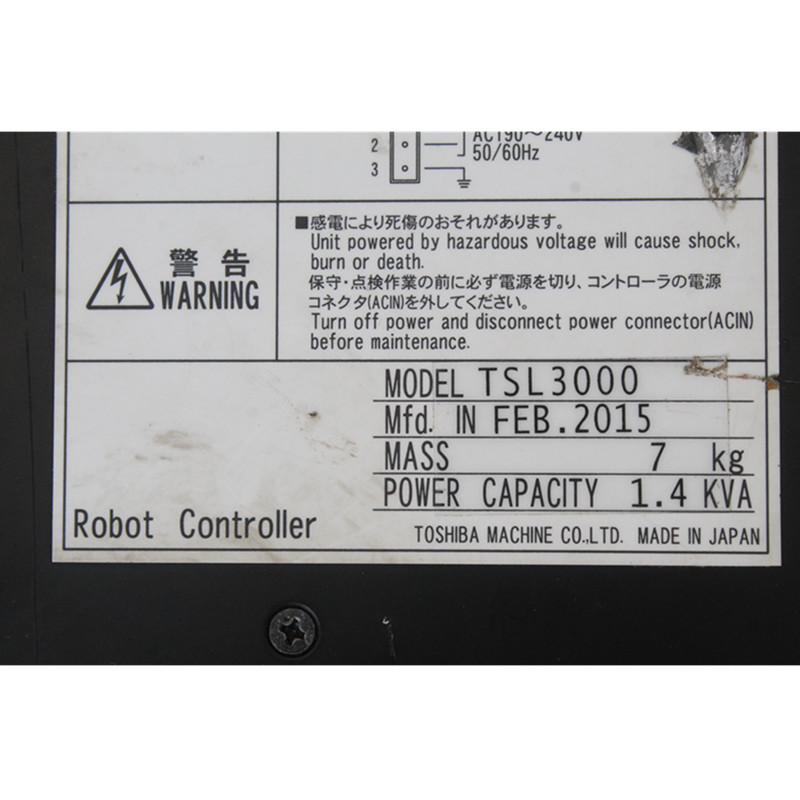 2
AC190～240V
50/60Hz
3
警告
WARNING
■感電により死傷のおそれがあります。
Unit powered by hazardous voltage will cause shock,
burn or death.
保守・点検作業の前に必ず電源を切り、コントローラの電源
コネクタ(ACIN)を外してください。
Turn off power and disconnect power connector(ACIN)
before maintenance.
MODEL TSL3000
Mfd. IN FEB.2015
MASS 7 kg
POWER CAPACITY 1.4 KVA
Robot Controller
TOSHIBA MACHINE CO.,LTD. MADE IN JAPAN